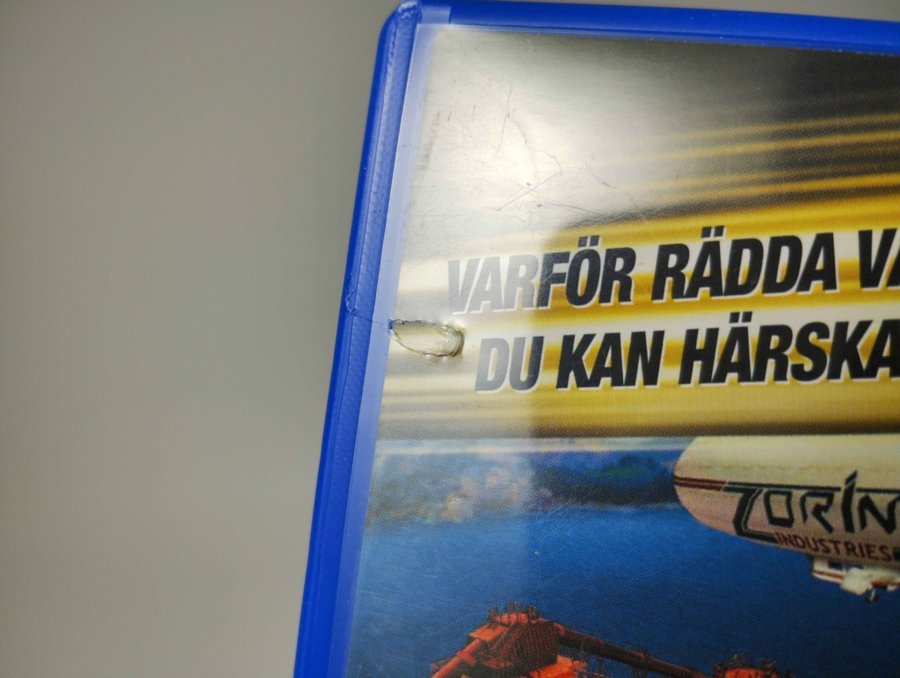 VARFÖR RÄDDA
DU KAN HÄRSKA
ZORIN
INDUSTRIES